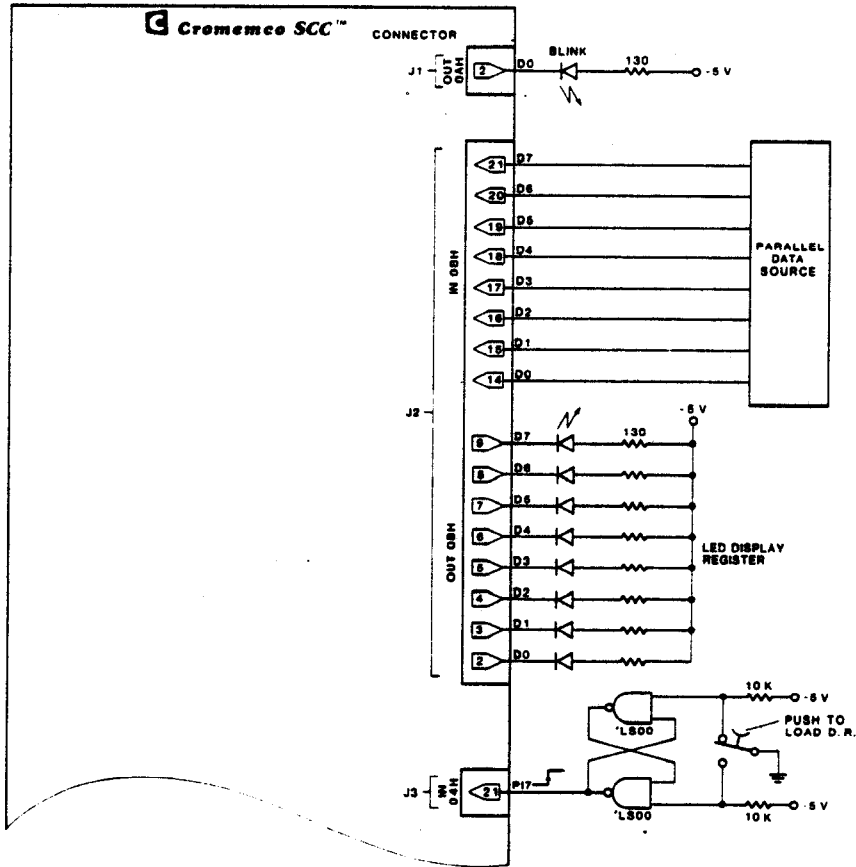 C Cromemco SCC™
CONNECTOR
J1
OUT 0AH
2
D0
BLINK
130
-5 V
J2
IN 08H
21
D7
20
D6
19
D5
18
D4
17
D3
16
D2
15
D1
14
D0
PARALLEL
DATA
SOURCE
-5 V
OUT 08H
9
D7
130
8
D6
7
D5
6
D4
5
D3
4
D2
3
D1
2
D0
LED DISPLAY
REGISTER
10 K
-5 V
'LS00
PUSH TO
LOAD D.R.
J3
IN 04H
21
PI7
'LS00
10 K
-5 V